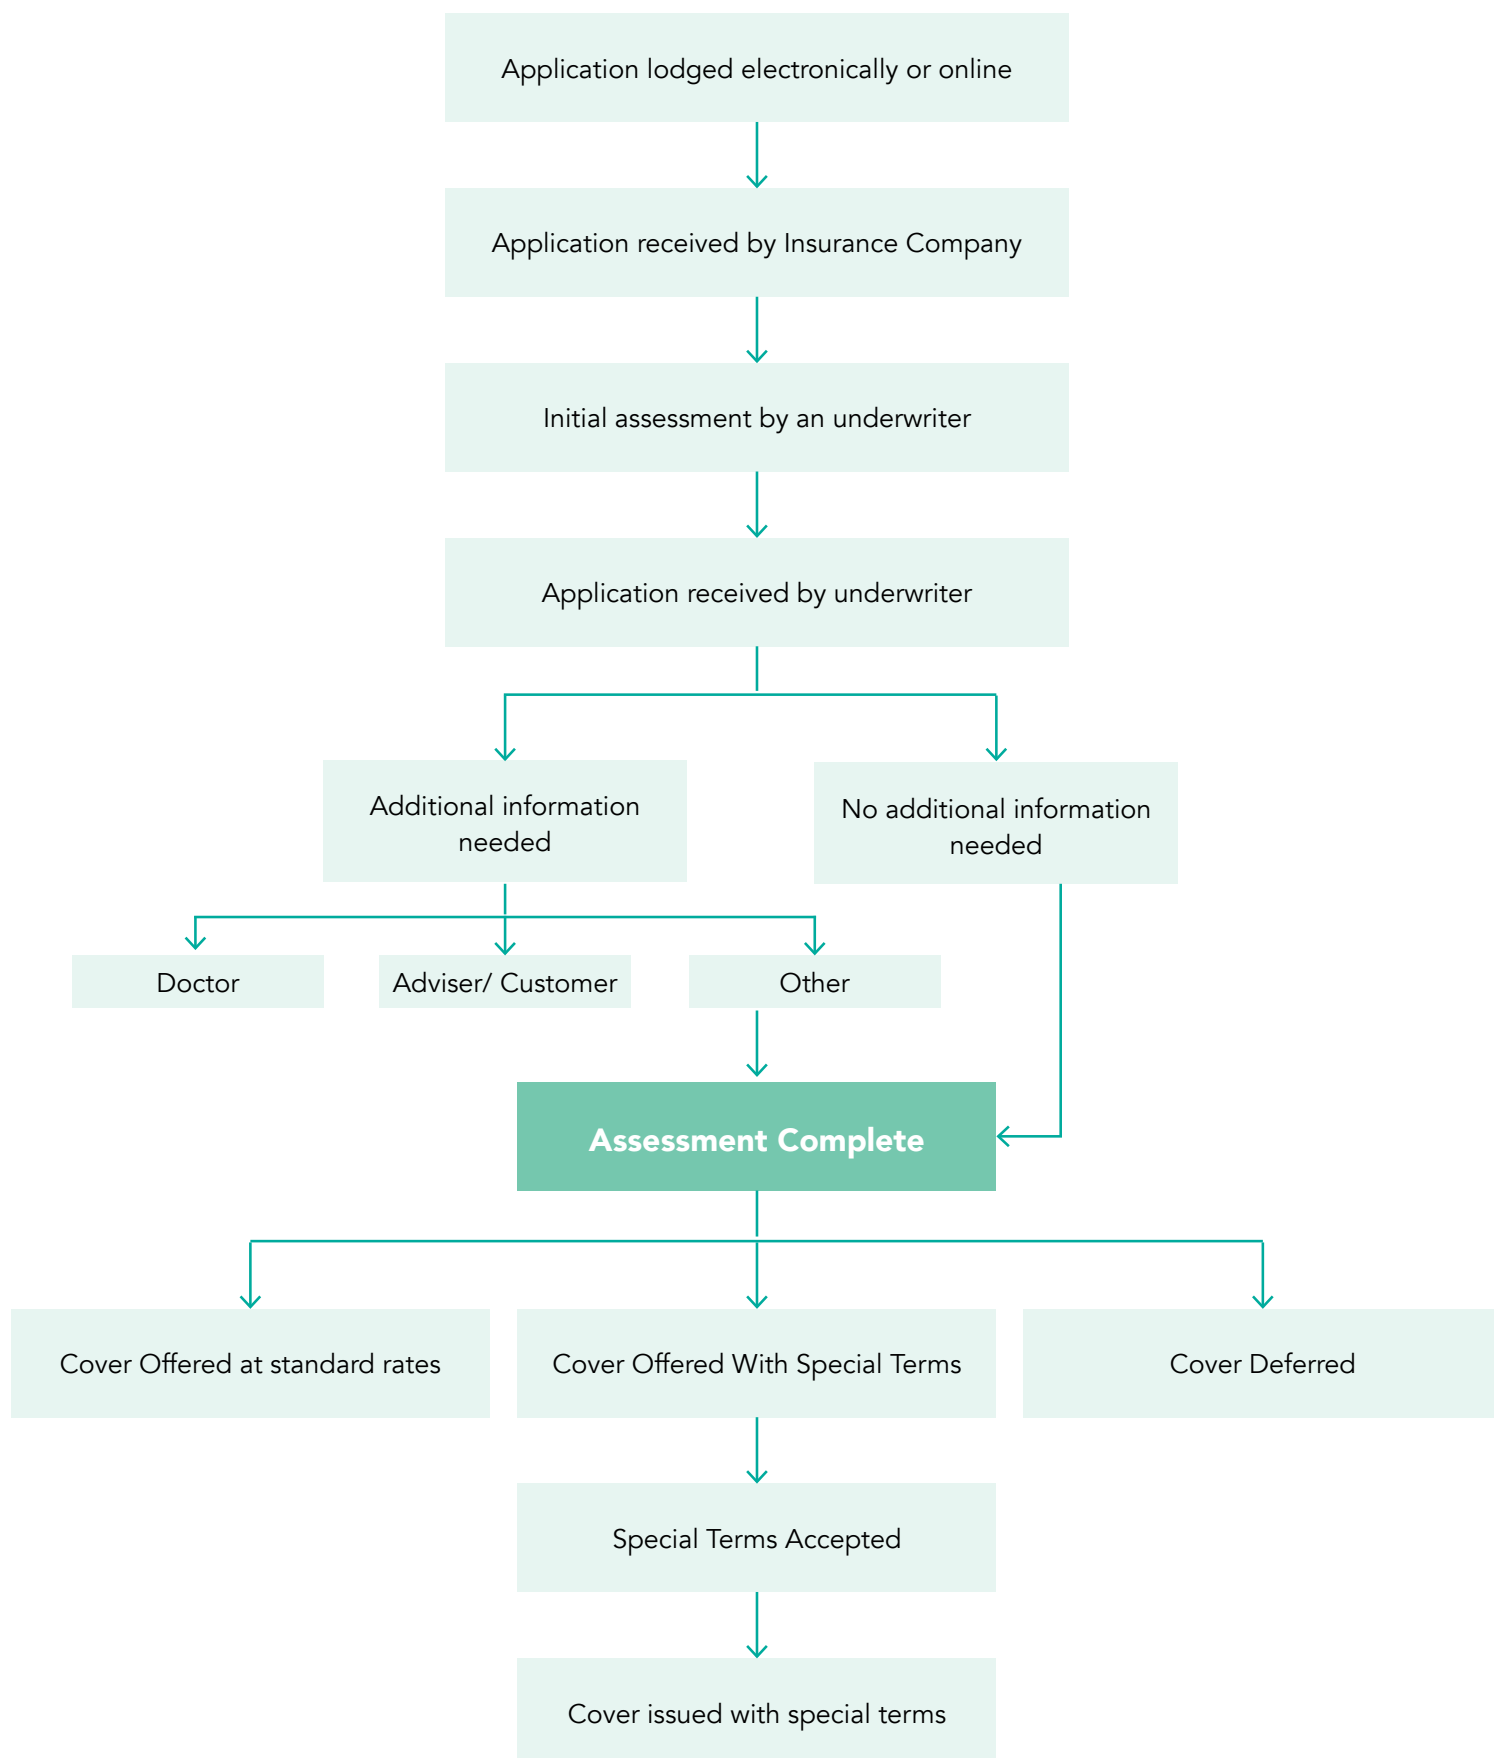 Application lodged electronically or online
Application received by Insurance Company
Initial assessment by an underwriter
Application received by underwriter
Additional information
needed
No additional information
needed
Doctor
Adviser/ Customer
Other
Assessment Complete
Cover Offered at standard rates
Cover Offered With Special Terms
Cover Deferred
Special Terms Accepted
Cover issued with special terms